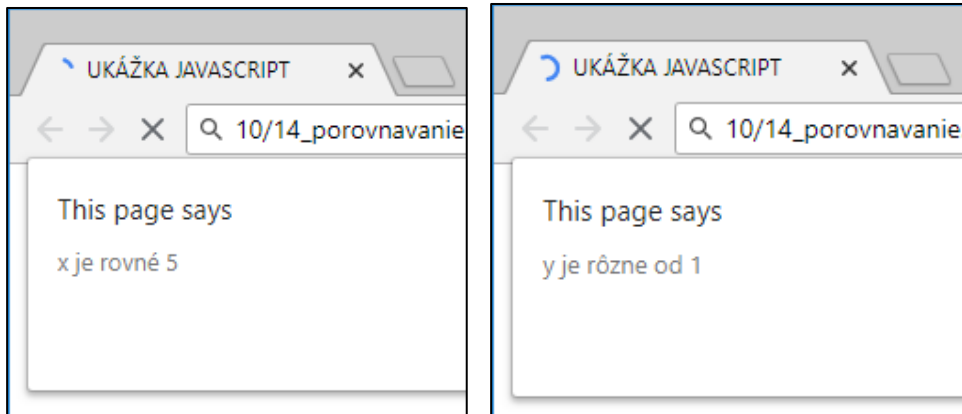 UKÁŽKA JAVASCRIPT
10/14_porovnavanie
This page says
x je rovné 5
UKÁŽKA JAVASCRIPT
10/14_porovnavanie
This page says
y je rôzne od 1